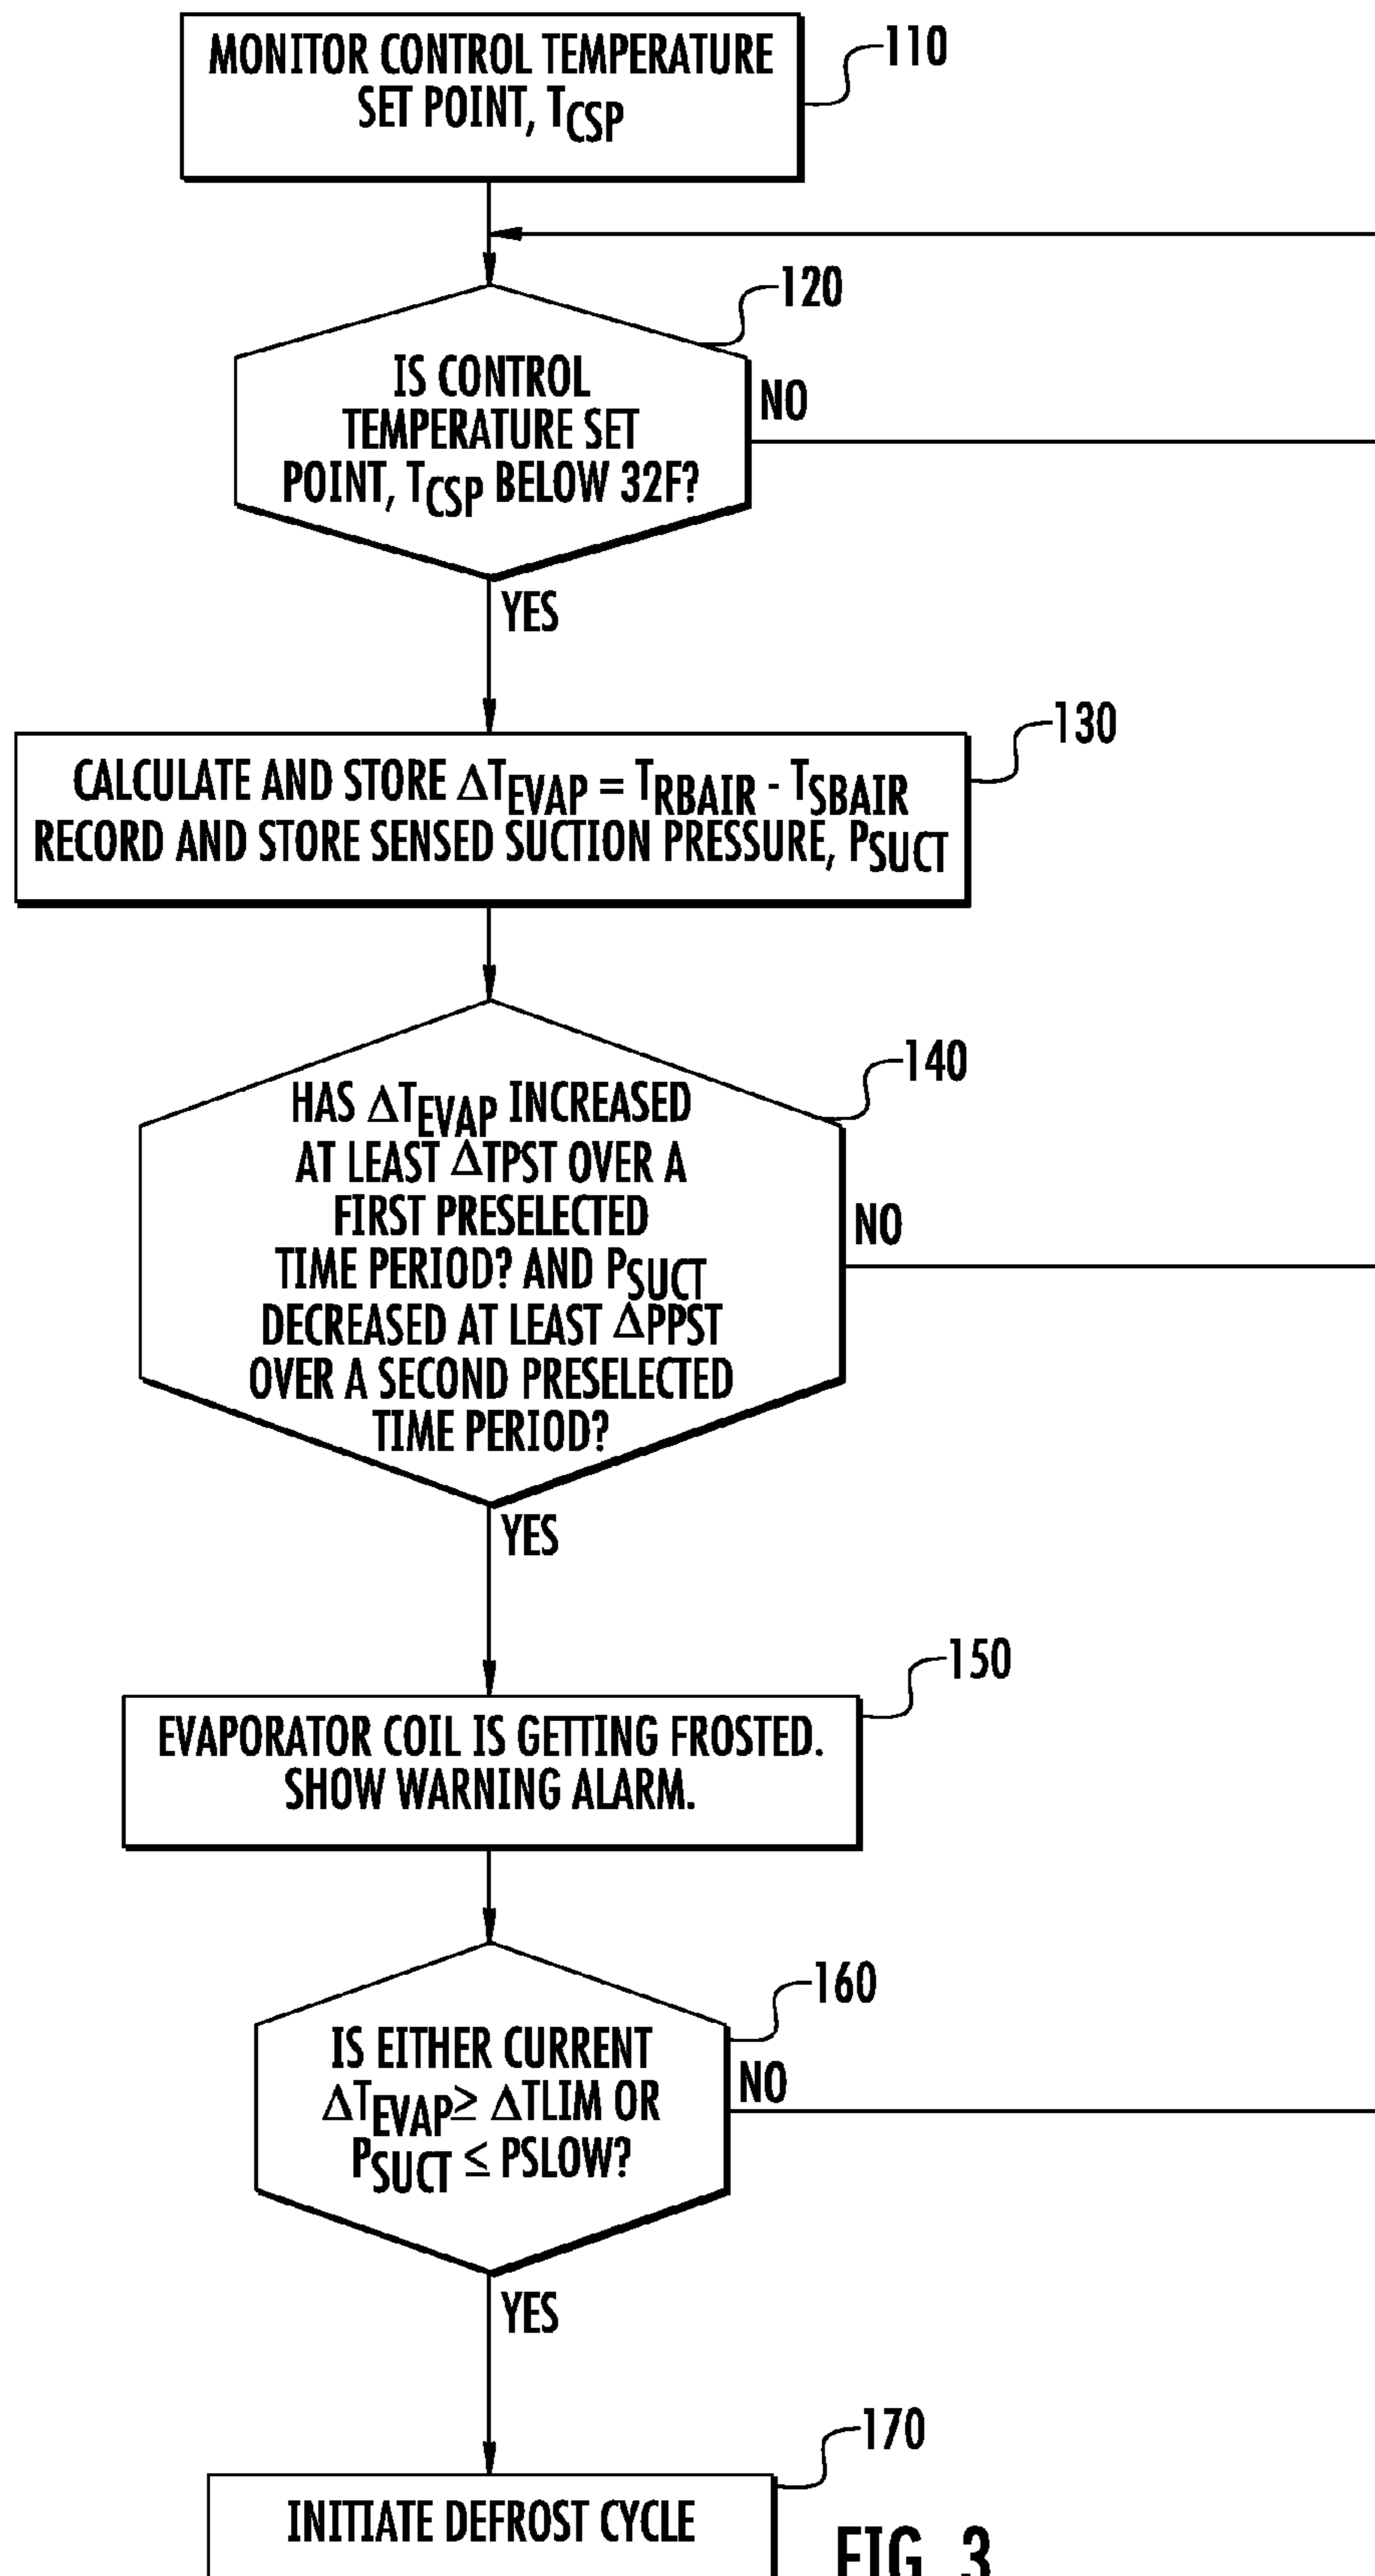 MONITOR CONTROL TEMPERATURE
SET POINT, TCSP
110
120
IS CONTROL
TEMPERATURE SET
POINT, TCSP BELOW 32F?
NO
YES
130
CALCULATE AND STORE ΔTEVAP = TRBAIR - TSBAIR
RECORD AND STORE SENSED SUCTION PRESSURE, PSUCT
140
HAS ΔTEVAP INCREASED
AT LEAST ΔTPST OVER A
FIRST PRESELECTED
TIME PERIOD? AND PSUCT
DECREASED AT LEAST ΔPPST
OVER A SECOND PRESELECTED
TIME PERIOD?
NO
YES
150
EVAPORATOR COIL IS GETTING FROSTED.
SHOW WARNING ALARM.
160
IS EITHER CURRENT
ΔTEVAP≥ ΔTLIM OR
PSUCT ≤ PSLOW?
NO
YES
170
INITIATE DEFROST CYCLE
FIG. 3